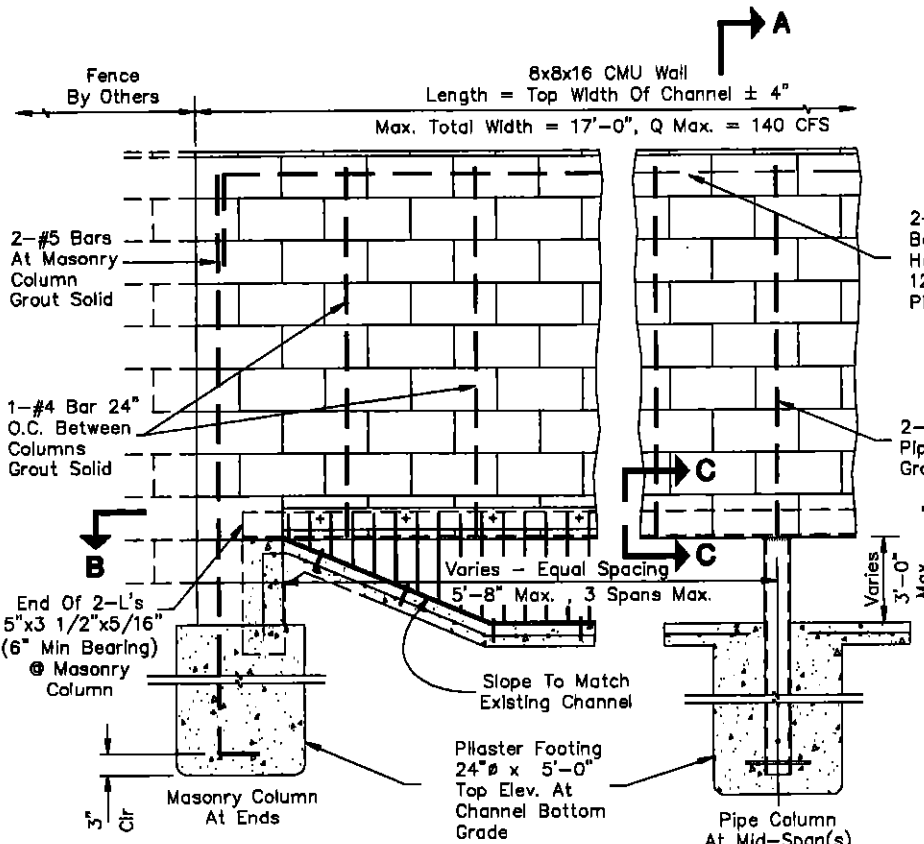 A
Fence
By Others
8x8x16 CMU Wall
Length = Top Width Of Channel ± 4"
Max. Total Width = 17'-0", Q Max. = 140 CFS
2-#5 Bars
At Masonry
Column
Grout Solid
2-
12
1-#4 Bar 24"
O.C. Between
Columns
Grout Solid
2-
C
C
B
Varies - Equal Spacing
5'-8" Max. , 3 Spans Max.
Varies
3'-0"
Max
End Of 2-L's
5"x3 1/2"x5/16"
(6" Min Bearing)
@ Masonry
Column
Slope To Match
Existing Channel
Pilaster Footing
24"ø x 5'-0"
Top Elev. At
Channel Bottom
Grade
3"
Clr
Masonry Column
At Ends
Pipe Column
At Mid-Span(s)